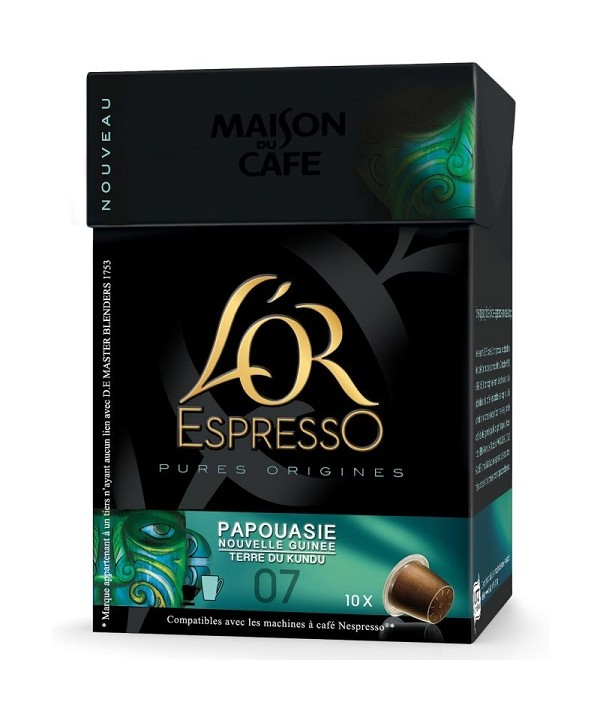 NOUVEAU
MAISON
DU
CAFE
L'OR
ESPRESSO
PURES ORIGINES
* Marque appartenant à un tiers n'ayant aucun lien avec D.E MASTER BLENDERS 1753
PAPOUASIE
NOUVELLE GUINÉE
TERRE DU KUNDU
07
10 X
Compatibles avec les machines à café Nespresso**